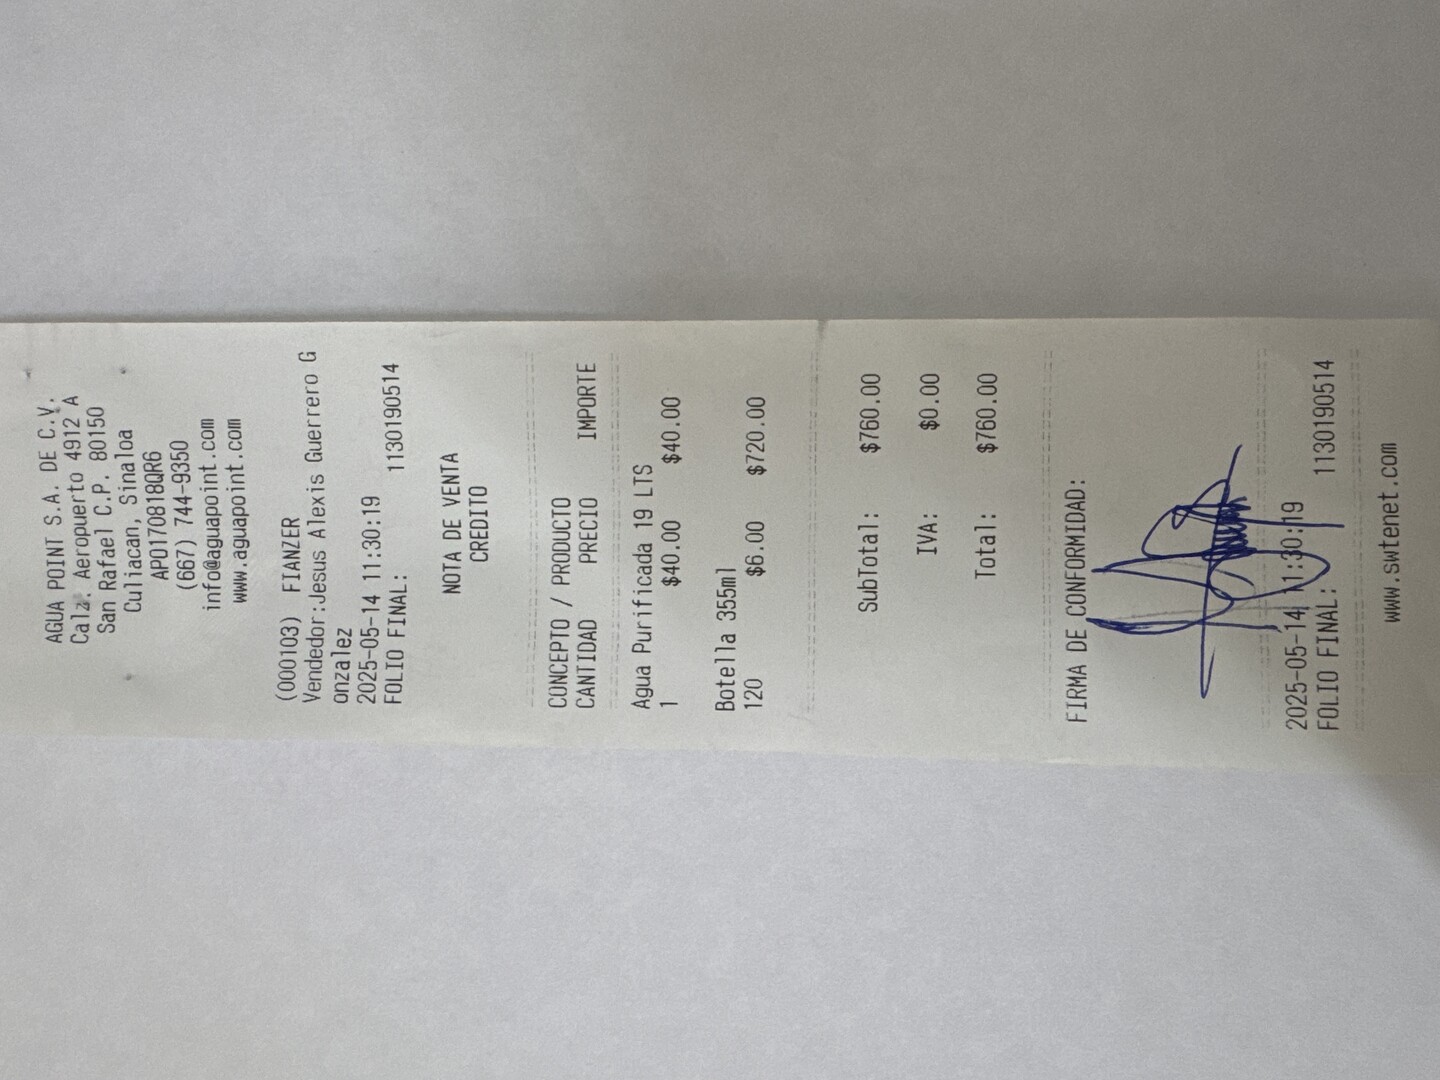 AGUA POINT S.A. DE C.V.
Calz. Aeropuerto 4912 A
San Rafael C.P. 80150
Culiacan, Sinaloa
APO170818QR6
(667) 744-9350
info@aguapoint.com
www.aguapoint.com
(000103) FIANZER
Vendedor:Jesus Alexis Guerrero G
onzalez
2025-05-14 11:30:19
FOLIO FINAL: 1130190514
NOTA DE VENTA
CREDITO
CONCEPTO / PRODUCTO
CANTIDAD PRECIO IMPORTE
Agua Purificada 19 LTS
1 $40.00 $40.00
Botella 355ml
120 $6.00 $720.00
SubTotal: $760.00
IVA: $0.00
Total: $760.00
FIRMA DE CONFORMIDAD:
2025-05-14 11:30:19
FOLIO FINAL: 1130190514
www.swtenet.com